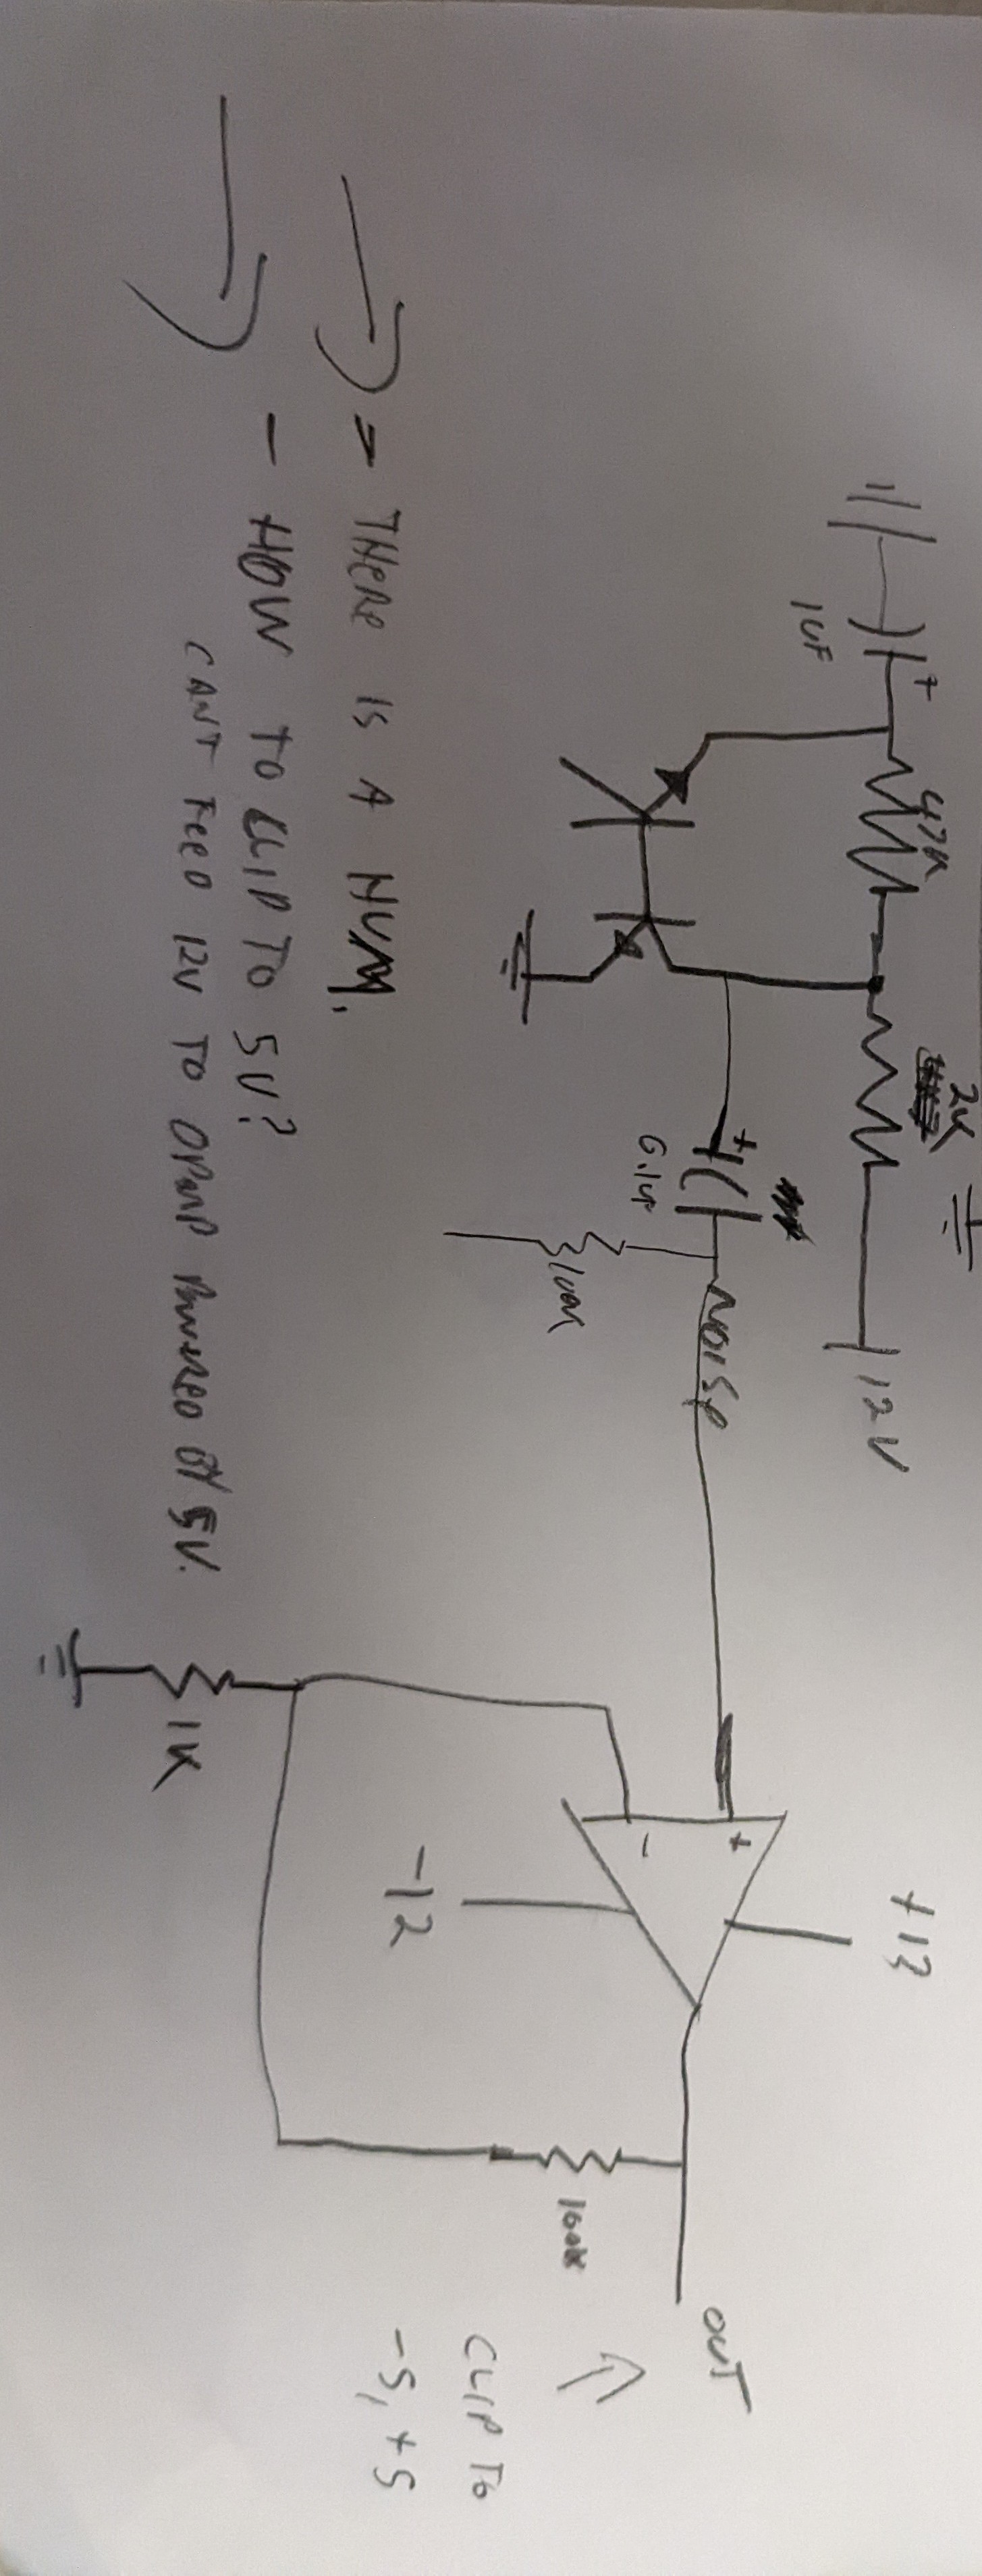 2K
12V
47K
+
1UF
+
0.1UF
NOISE
100K
+13
+
-
-12
OUT
100K
1K
CLIP TO
-5, +5
- THERE IS A HUM.
- HOW TO CLIP TO 5V?
CANT FEED 12V TO OPAMP POWERED BY 5V.